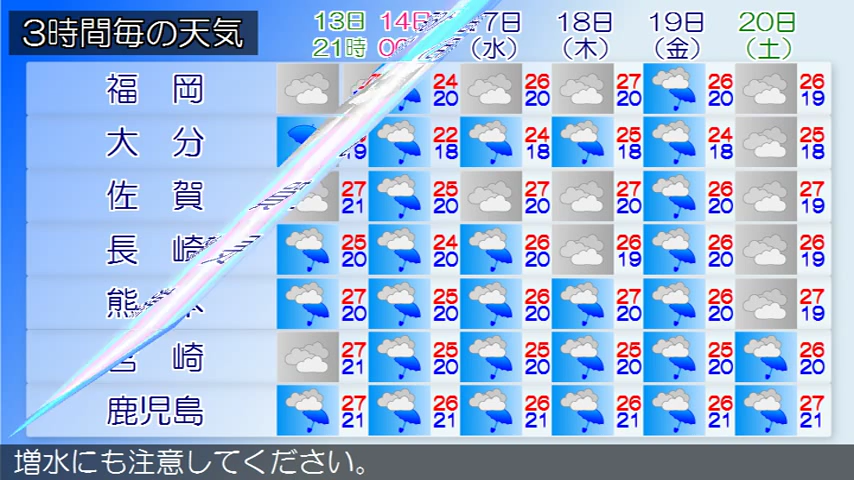 3時間毎の天気
13日 14日 7日 18日 19日 20日
21時 (水) (木) (金) (土)
福岡 24 20 26 20 27 20 26 20 26 19
大分 19 22 18 24 18 25 18 24 18 25 18
佐賀 27 21 25 20 27 20 27 20 26 20 27 19
長崎 25 20 24 20 26 20 26 19 26 20 26 19
熊 27 20 25 20 26 20 27 20 26 20 27 19
宮崎 27 21 25 20 25 20 25 20 25 20 26 20
鹿児島 27 21 26 21 26 21 26 21 26 21 27 21
増水にも注意してください。